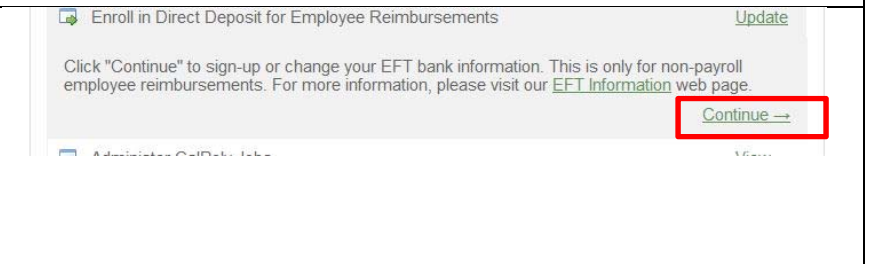 Enroll in Direct Deposit for Employee Reimbursements Update
Click "Continue" to sign-up or change your EFT bank information. This is only for non-payroll
employee reimbursements. For more information, please visit our EFT Information web page.
Continue →